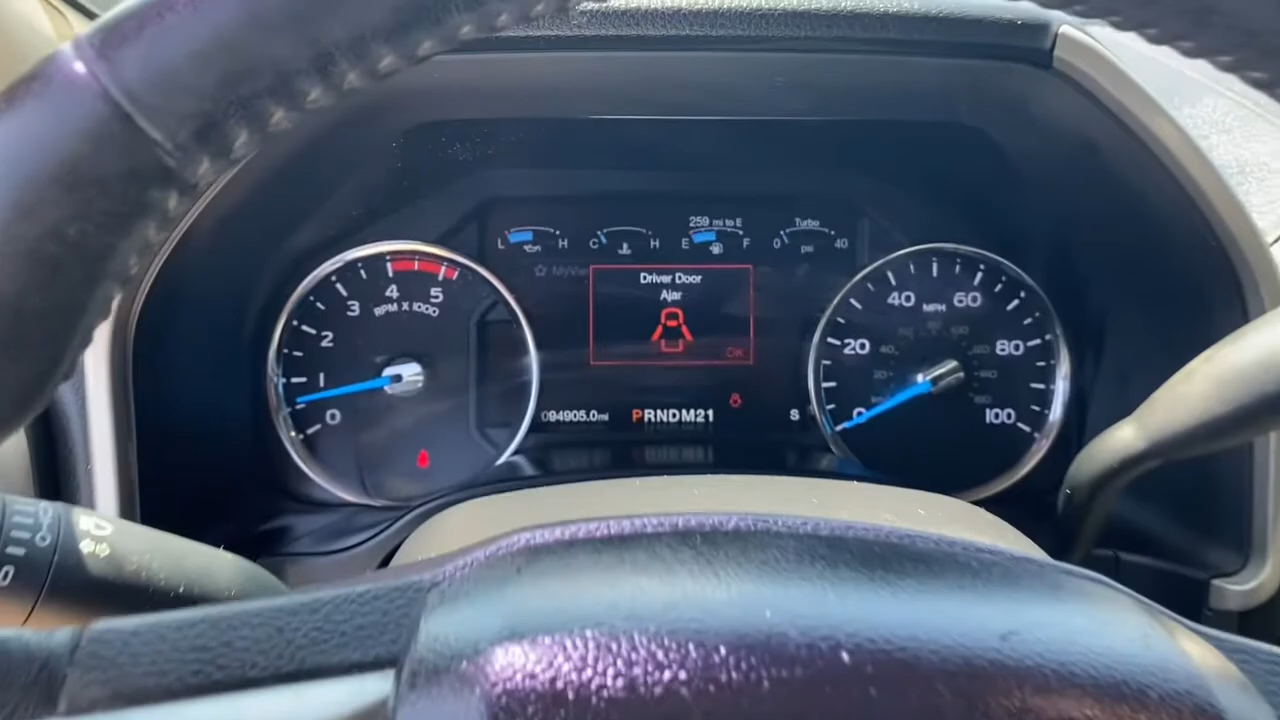 259 mi to E
Turbo
L H
C H
E F
0 psi 40
MyVie
Driver Door
Ajar
OK
0 1 2 3 4 5
RPM X 1000
0 20 40 60 80 100
MPH
094905.0mi
PRNDM21
S